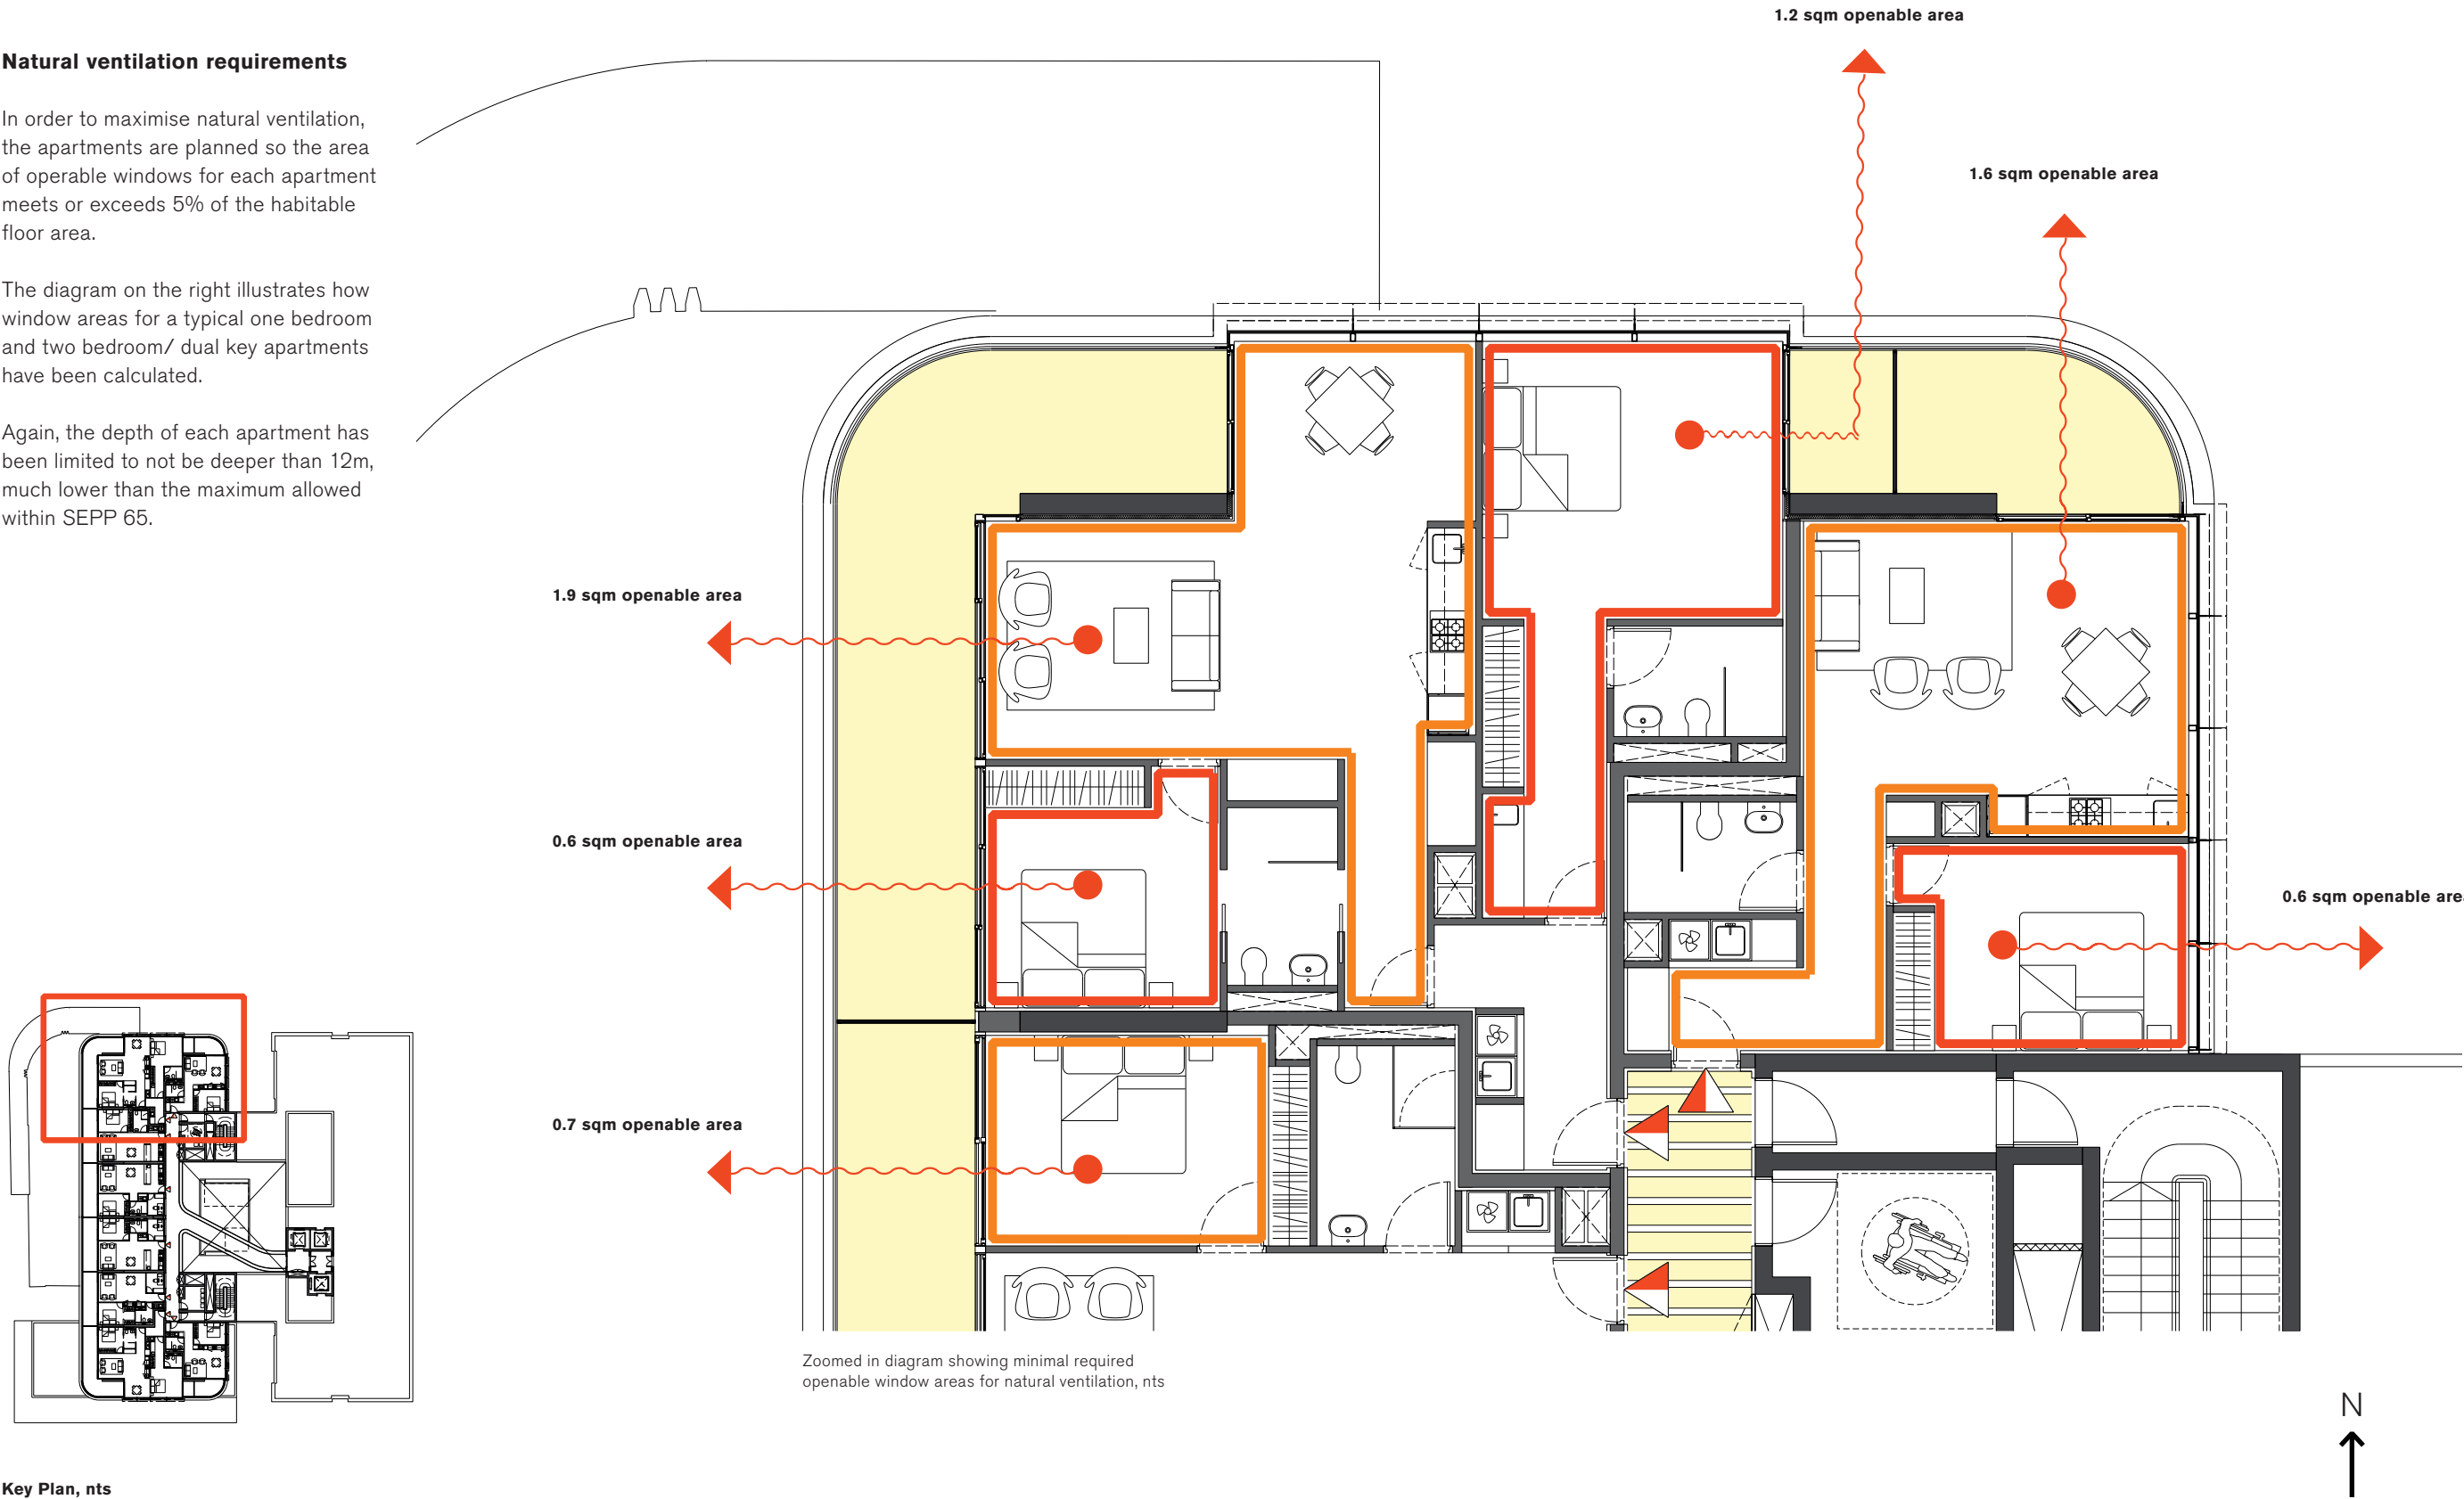 Natural ventilation requirements
In order to maximise natural ventilation,
the apartments are planned so the area
of operable windows for each apartment
meets or exceeds 5% of the habitable
floor area.
The diagram on the right illustrates how
window areas for a typical one bedroom
and two bedroom/ dual key apartments
have been calculated.
Again, the depth of each apartment has
been limited to not be deeper than 12m,
much lower than the maximum allowed
within SEPP 65.
1.2 sqm openable area
1.6 sqm openable area
1.9 sqm openable area
0.6 sqm openable area
0.6 sqm openable are
0.7 sqm openable area
Zoomed in diagram showing minimal required
openable window areas for natural ventilation, nts
N
Key Plan, nts